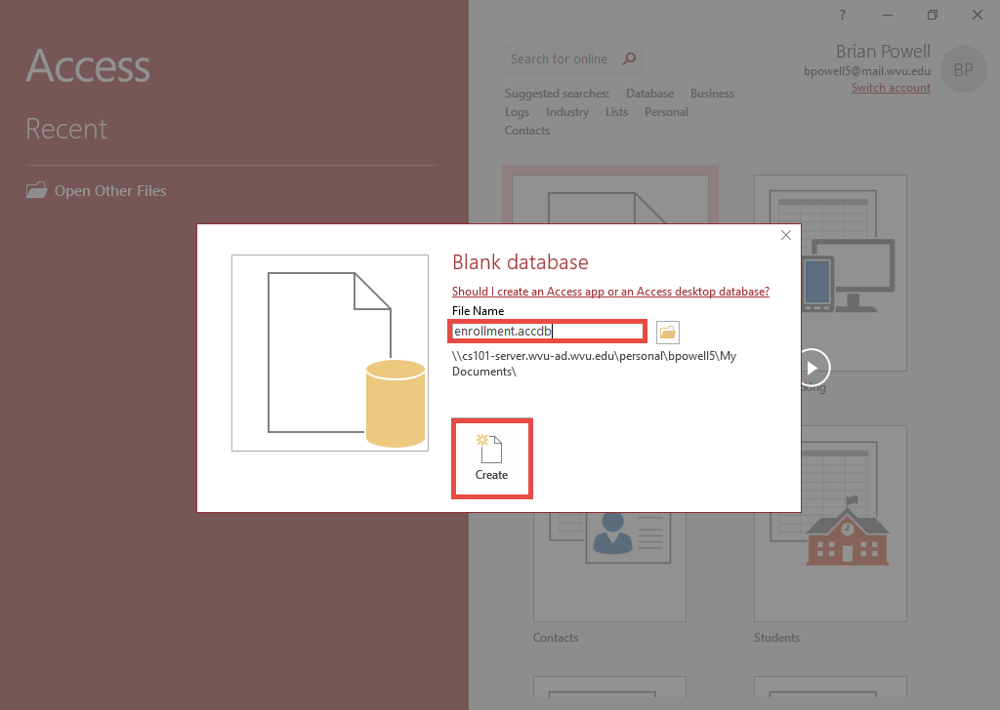 ?
Access
Recent
Open Other Files
Search for online
Brian Powell
bpowell5@mail.wvu.edu
Switch account
BP
Suggested searches: Database Business
Logs Industry Lists Personal
Contacts
Blank database
Should I create an Access app or an Access desktop database?
File Name
enrollment.accdb
\\cs101-server.wvu-ad.wvu.edu\personal\bpowell5\My
Documents\
Create
Contacts
Students